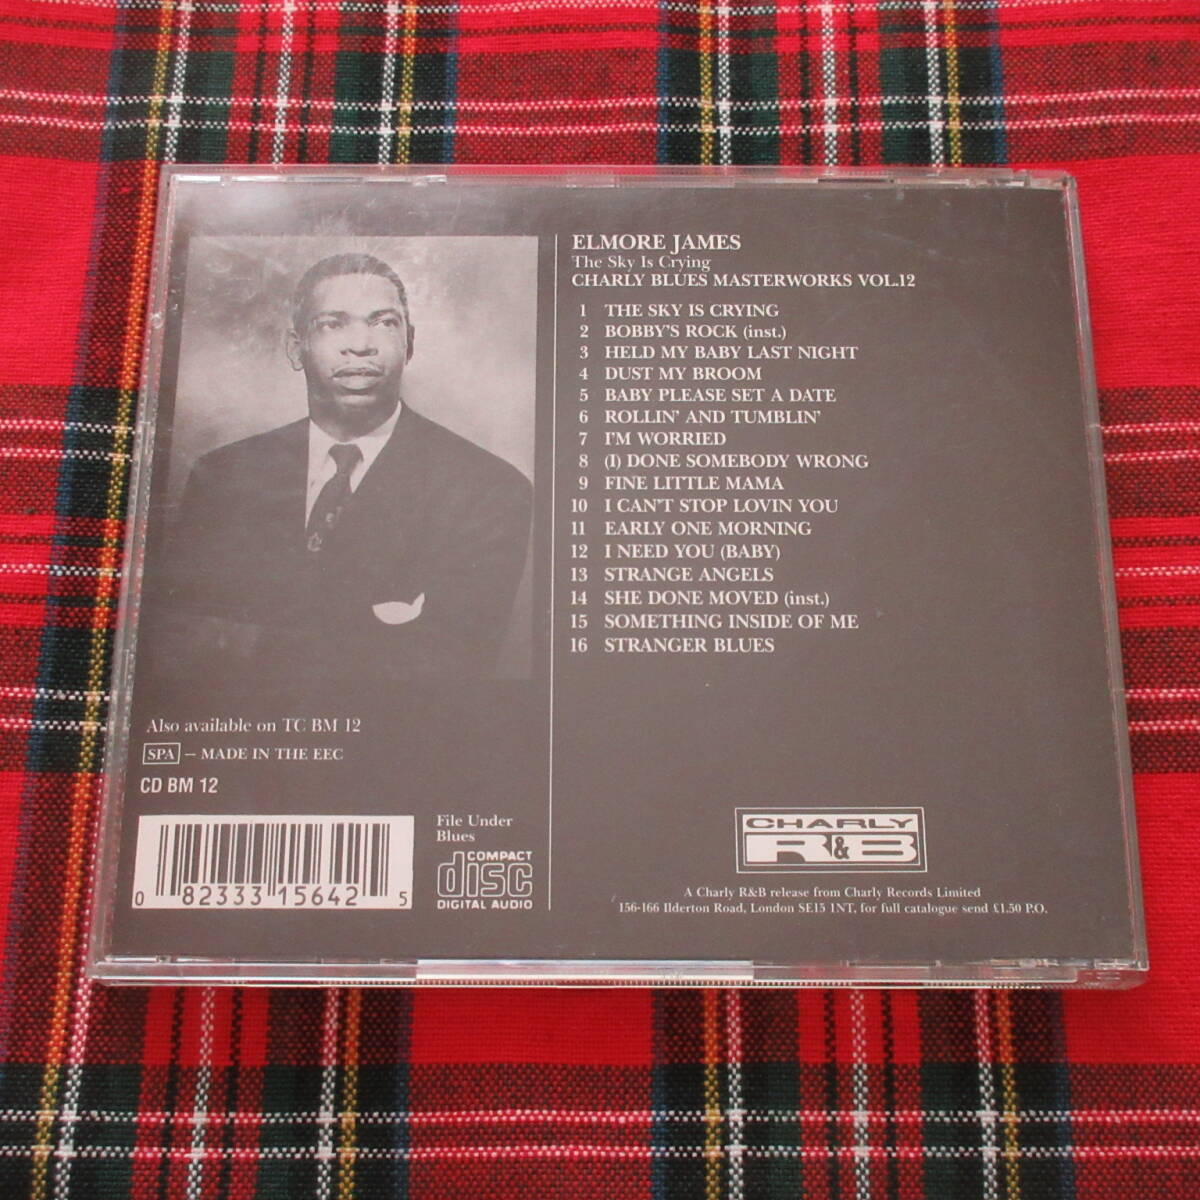 ELMORE JAMES
The Sky Is Crying
CHARLY BLUES MASTERWORKS VOL.12
1 THE SKY IS CRYING
2 BOBBY'S ROCK (inst.)
3 HELD MY BABY LAST NIGHT
4 DUST MY BROOM
5 BABY PLEASE SET A DATE
6 ROLLIN' AND TUMBLIN'
7 I'M WORRIED
8 (I) DONE SOMEBODY WRONG
9 FINE LITTLE MAMA
10 I CAN'T STOP LOVIN YOU
11 EARLY ONE MORNING
12 I NEED YOU (BABY)
13 STRANGE ANGELS
14 SHE DONE MOVED (inst.)
15 SOMETHING INSIDE OF ME
16 STRANGER BLUES
Also available on TC BM 12
SPA – MADE IN THE EEC
CD BM 12
0 82333 15642 5
File Under
Blues
COMPACT
disc
DIGITAL AUDIO
CHARLY
R&B
A Charly R&B release from Charly Records Limited
156-166 Ilderton Road, London SE15 1NT, for full catalogue send £1.50 P.O.